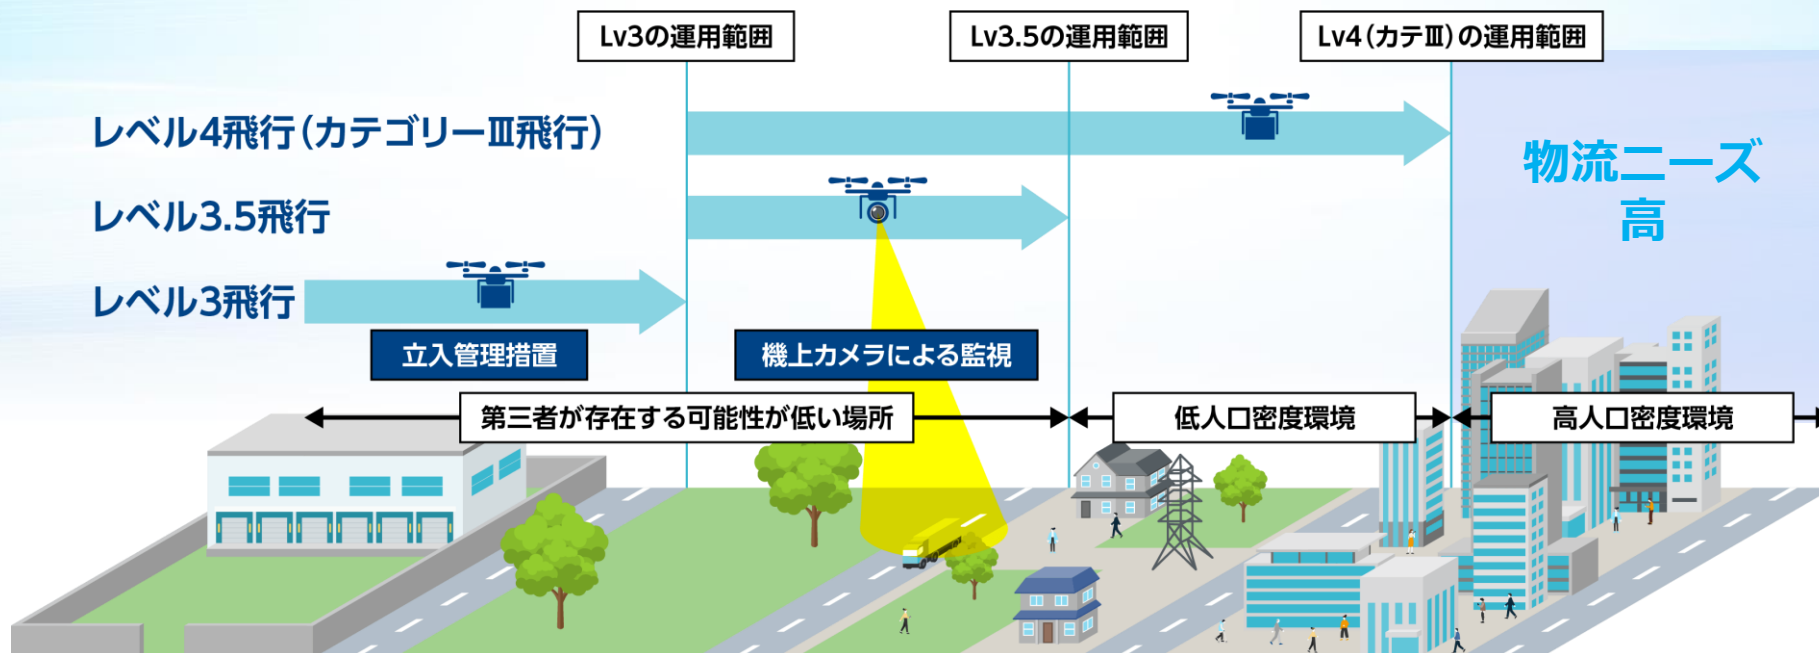 Lv3の運用範囲
Lv3.5の運用範囲
Lv4（カテⅢ）の運用範囲
レベル4飛行（カテゴリーⅢ飛行）
レベル3.5飛行
レベル3飛行
物流ニーズ
高
立入管理措置
機上カメラによる監視
第三者が存在する可能性が低い場所
低人口密度環境
高人口密度環境